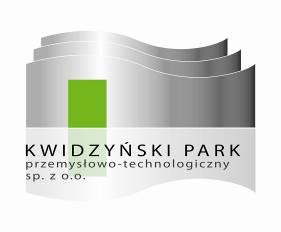 KWIDZYŃSKI PARK
przemysłowo-technologiczny
sp. z o.o.